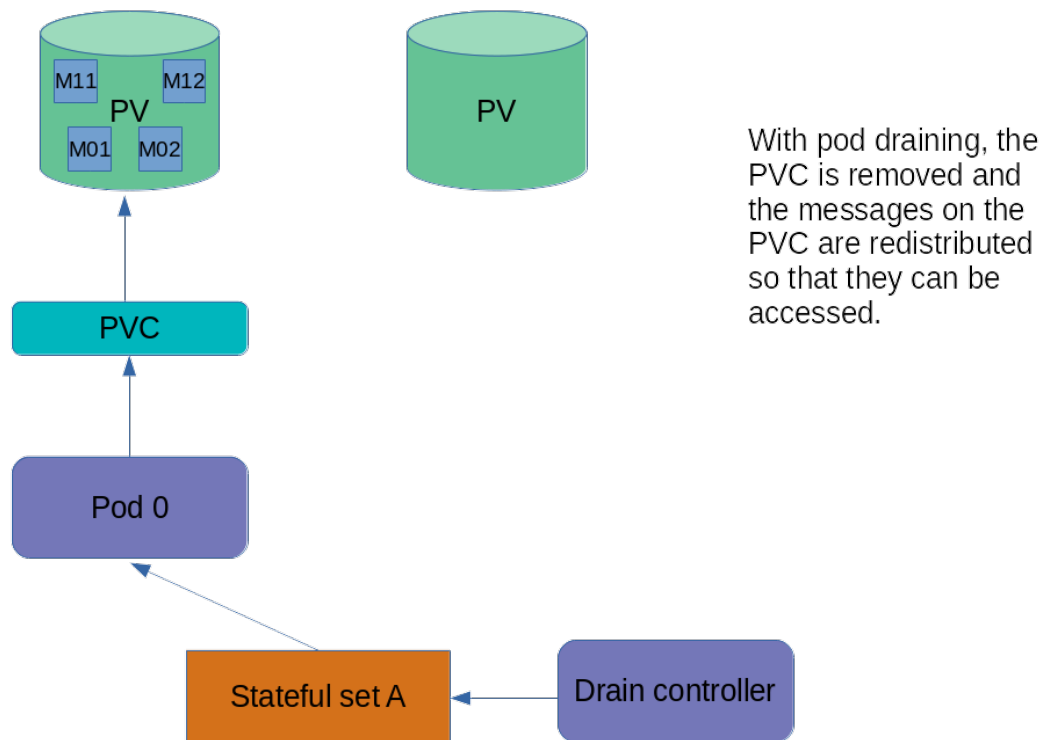 M11
M12
PV
M01
M02
PV
With pod draining, the
PVC is removed and
the messages on the
PVC are redistributed
so that they can be
accessed.
PVC
Pod 0
Stateful set A
Drain controller